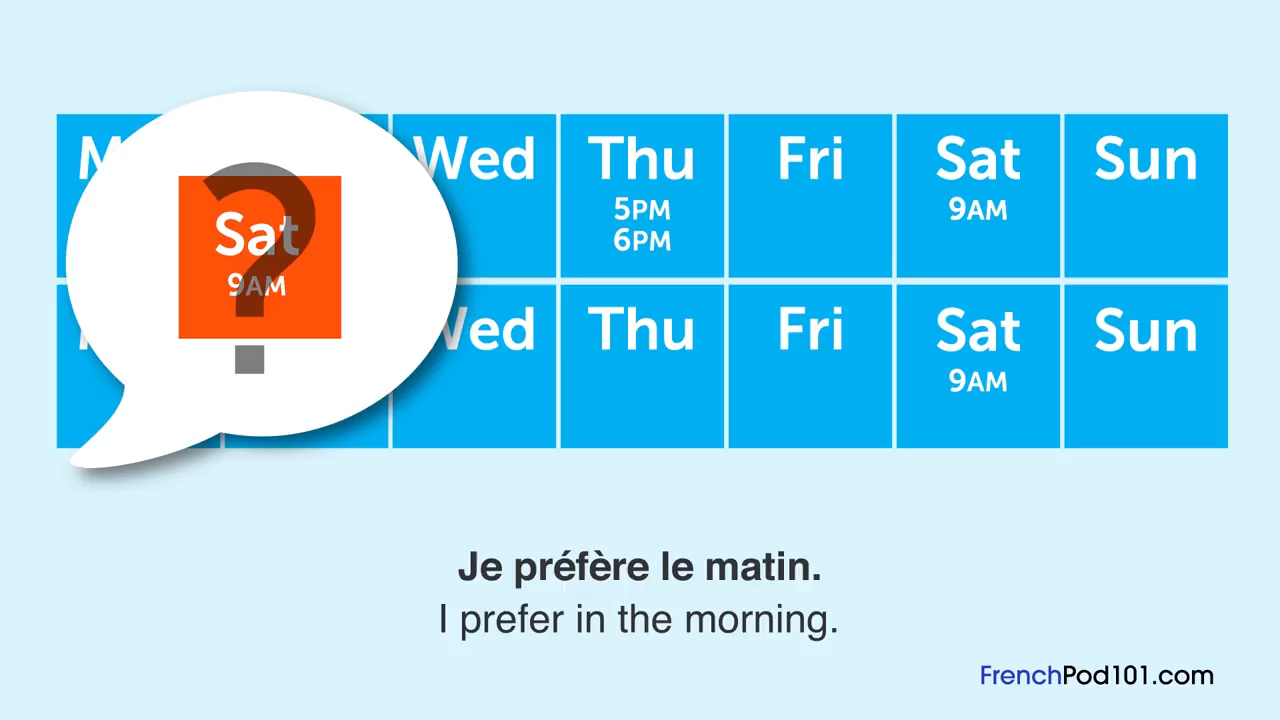 Wed Thu Fri Sat Sun
5PM 9AM
6PM
?
Sat
9AM
Thu Fri Sat Sun
9AM
Je préfère le matin.
I prefer in the morning.
FrenchPod101.com